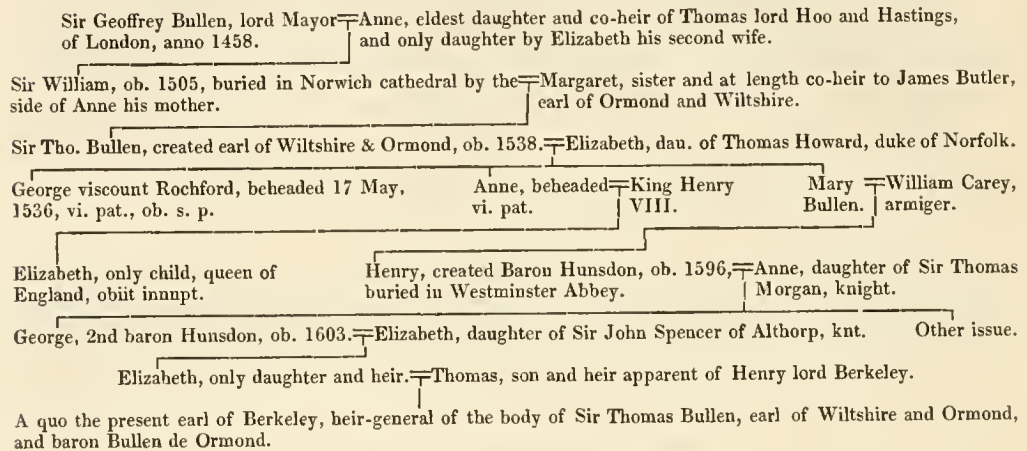 Sir Geoffrey Bullen, lord Mayor Anne, eldest daughter and co-heir of Thomas lord Hoo and Hastings,
of London, anno 1458. and only daughter by Elizabeth his second wife.
Sir William, ob. 1505, buried in Norwich cathedral by the Margaret, sister and at length co-heir to James Butler,
side of Anne his mother. earl of Ormond and Wiltshire.
Sir Tho. Bullen, created earl of Wiltshire & Ormond, ob. 1538. Elizabeth, dau. of Thomas Howard, duke of Norfolk.
George viscount Rochford, beheaded 17 May, Anne, beheaded King Henry Mary William Carey,
1536, vi. pat., ob. s. p. vi. pat. VIII. Bullen. armiger.
Elizabeth, only child, queen of Henry, created Baron Hunsdon, ob. 1596, Anne, daughter of Sir Thomas
England, obiit innupt. buried in Westminster Abbey. Morgan, knight.
George, 2nd baron Hunsdon, ob. 1603. Elizabeth, daughter of Sir John Spencer of Althorp, knt. Other issue.
Elizabeth, only daughter and heir. Thomas, son and heir apparent of Henry lord Berkeley.
A quo the present earl of Berkeley, heir-general of the body of Sir Thomas Bullen, earl of Wiltshire and Ormond,
and baron Bullen de Ormond.